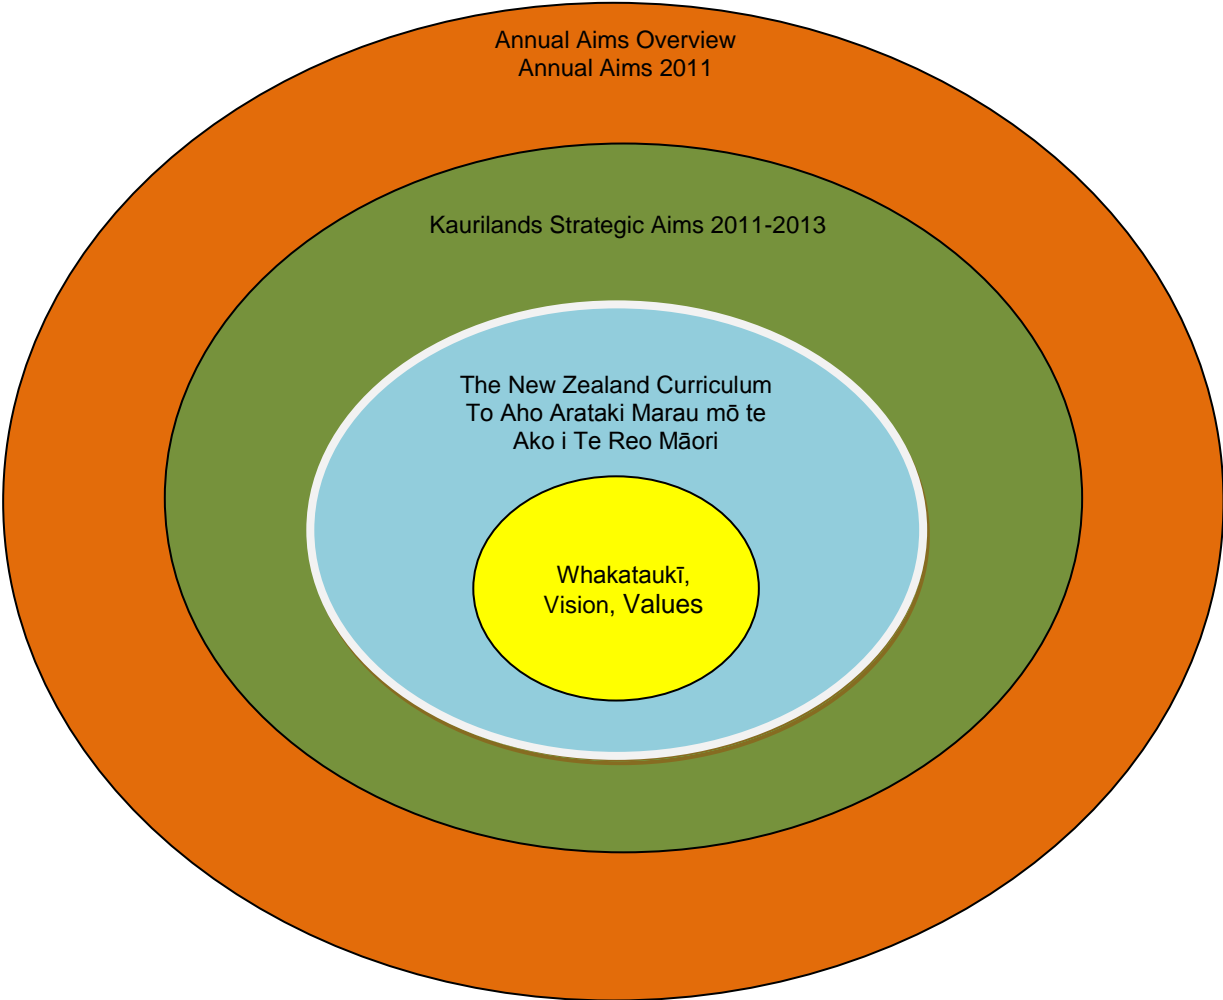 Annual Aims Overview
Annual Aims 2011
Kaurilands Strategic Aims 2011-2013
The New Zealand Curriculum
To Aho Arataki Marau mō te
Ako i Te Reo Māori
Whakataukī,
Vision, Values